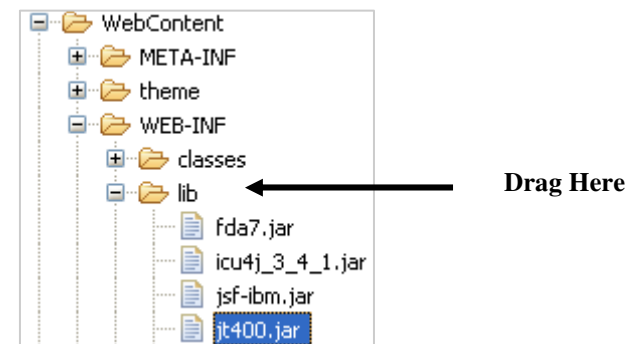 WebContent
META-INF
theme
WEB-INF
classes
lib
Drag Here
fda7.jar
icu4j_3_4_1.jar
jsf-ibm.jar
jt400.jar